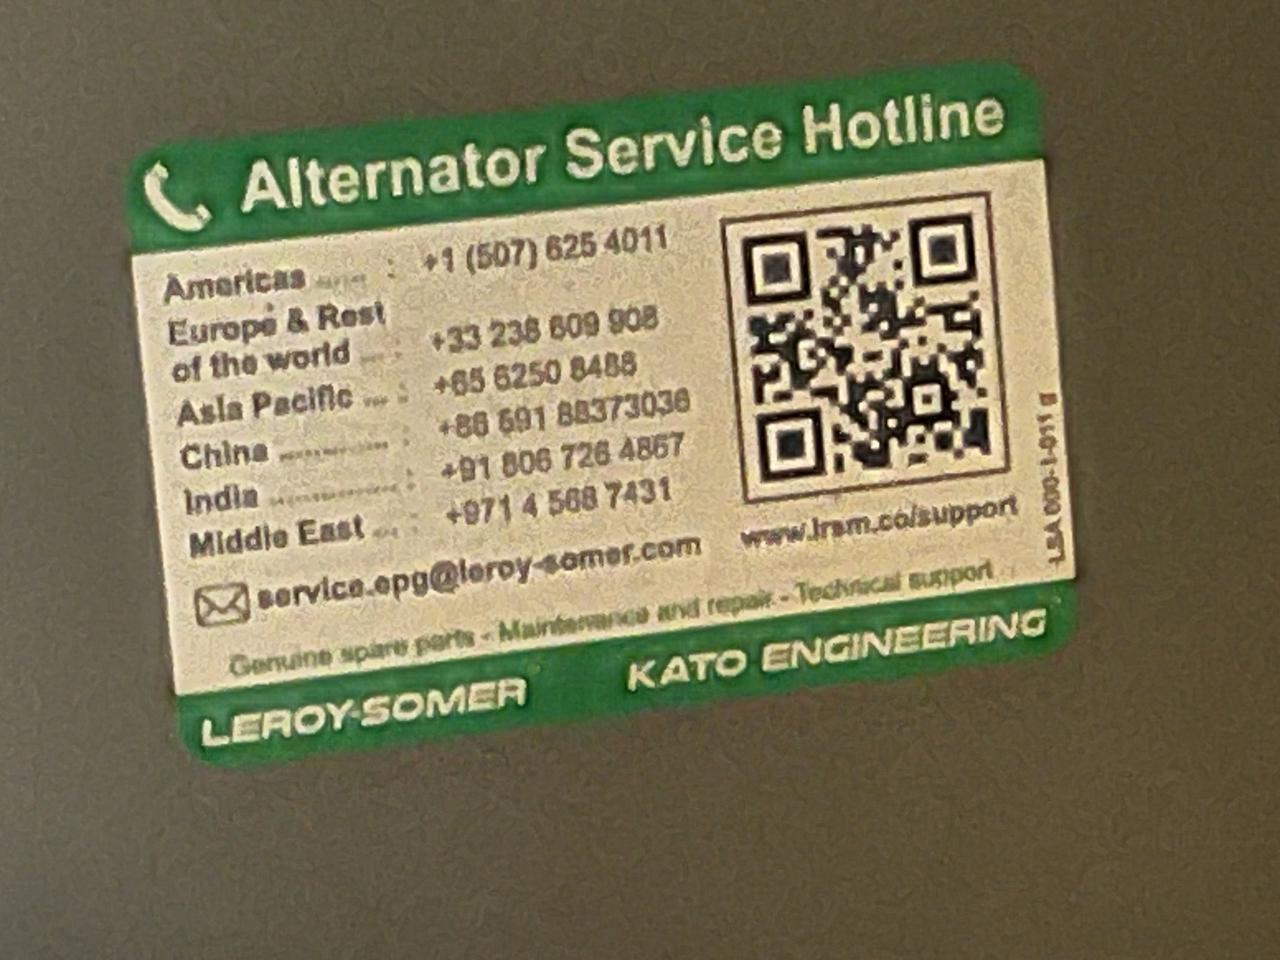 Alternator Service Hotline
Americas ........ : +1 (507) 625 4011
Europe & Rest
of the world ..... : +33 238 609 908
Asia Pacific .... : +65 6250 8488
China ................ : +86 591 88373036
India ..................... : +91 806 726 4867
Middle East ...... : +971 4 568 7431
service.epg@leroy-somer.com
www.lrsm.co/support
Genuine spare parts - Maintenance and repair - Technical support
LEROY-SOMER KATO ENGINEERING